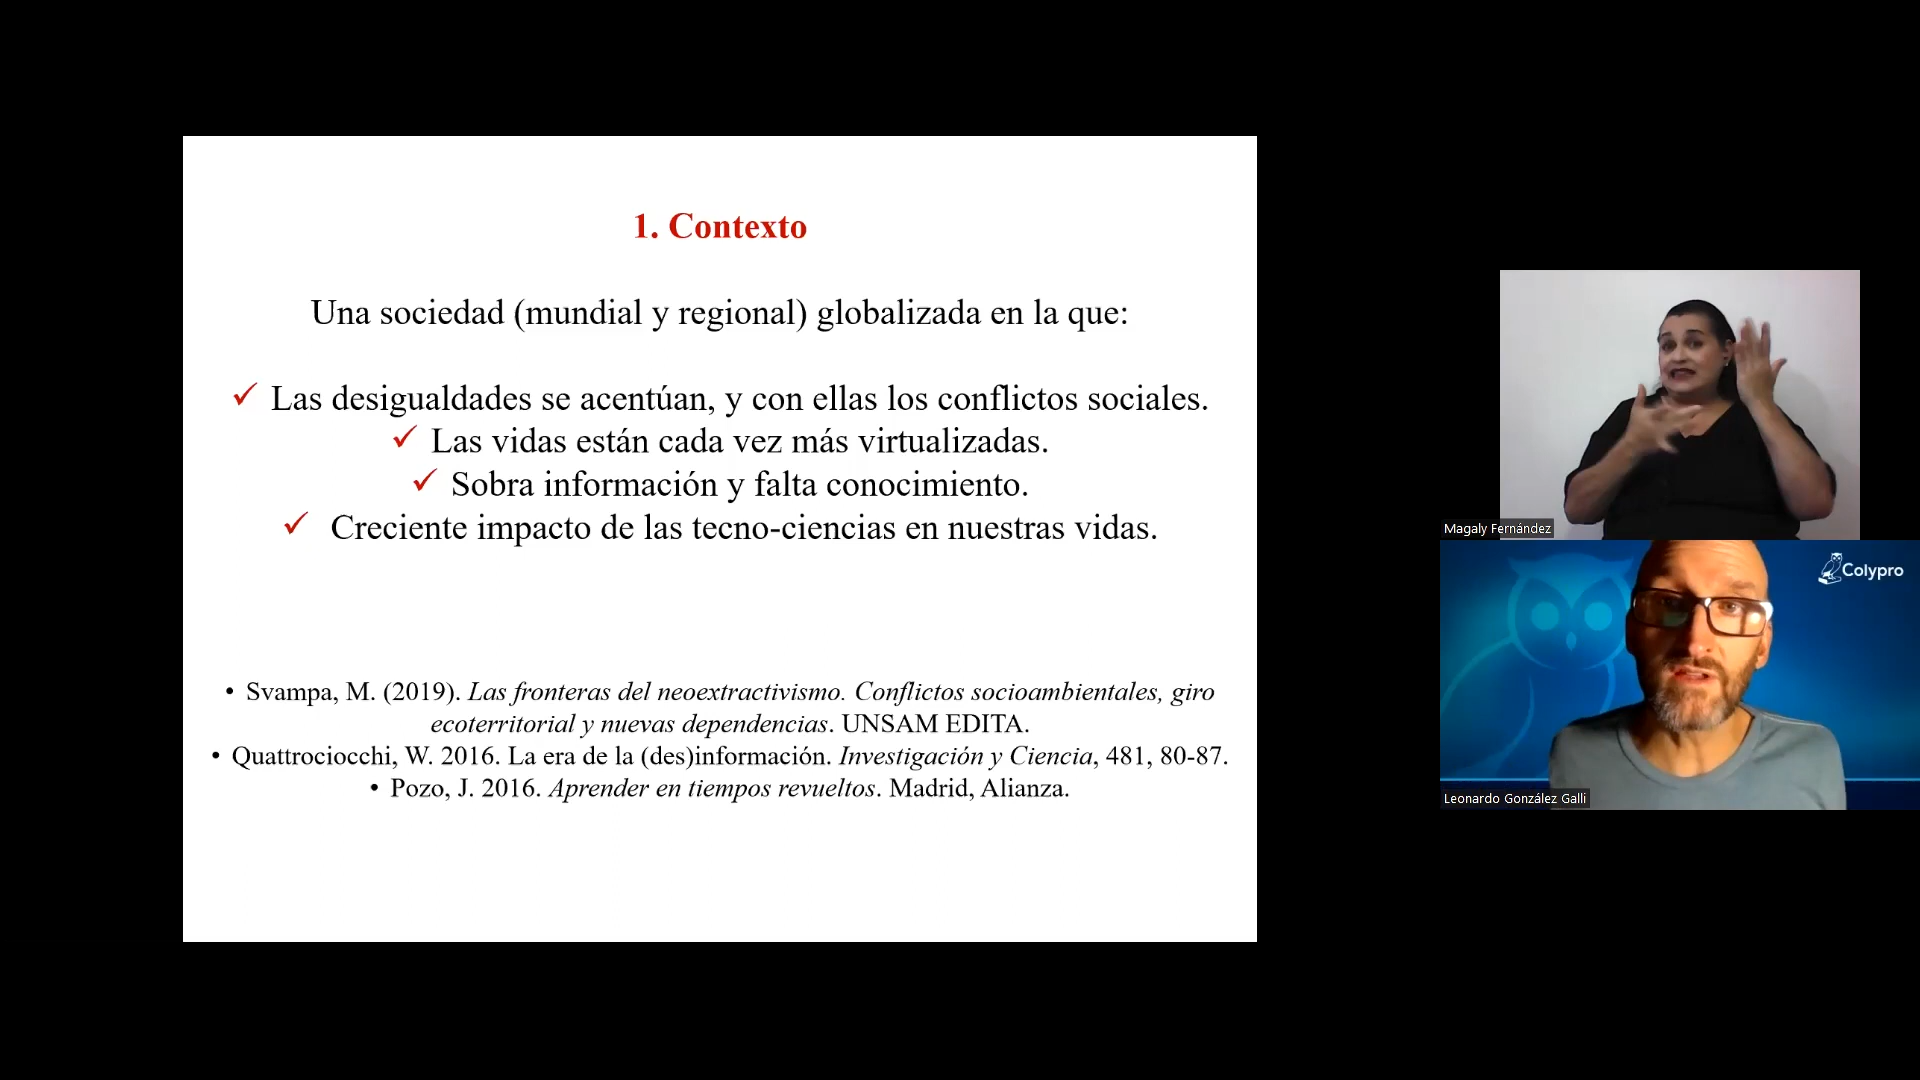 1. Contexto
Una sociedad (mundial y regional) globalizada en la que:
✓ Las desigualdades se acentúan, y con ellas los conflictos sociales.
✓ Las vidas están cada vez más virtualizadas.
✓ Sobra información y falta conocimiento.
✓ Creciente impacto de las tecno-ciencias en nuestras vidas.
• Svampa, M. (2019). Las fronteras del neoextractivismo. Conflictos socioambientales, giro
ecoterritorial y nuevas dependencias. UNSAM EDITA.
• Quattrociocchi, W. 2016. La era de la (des)información. Investigación y Ciencia, 481, 80-87.
• Pozo, J. 2016. Aprender en tiempos revueltos. Madrid, Alianza.
Magaly Fernández
Colypro
Leonardo González Galli